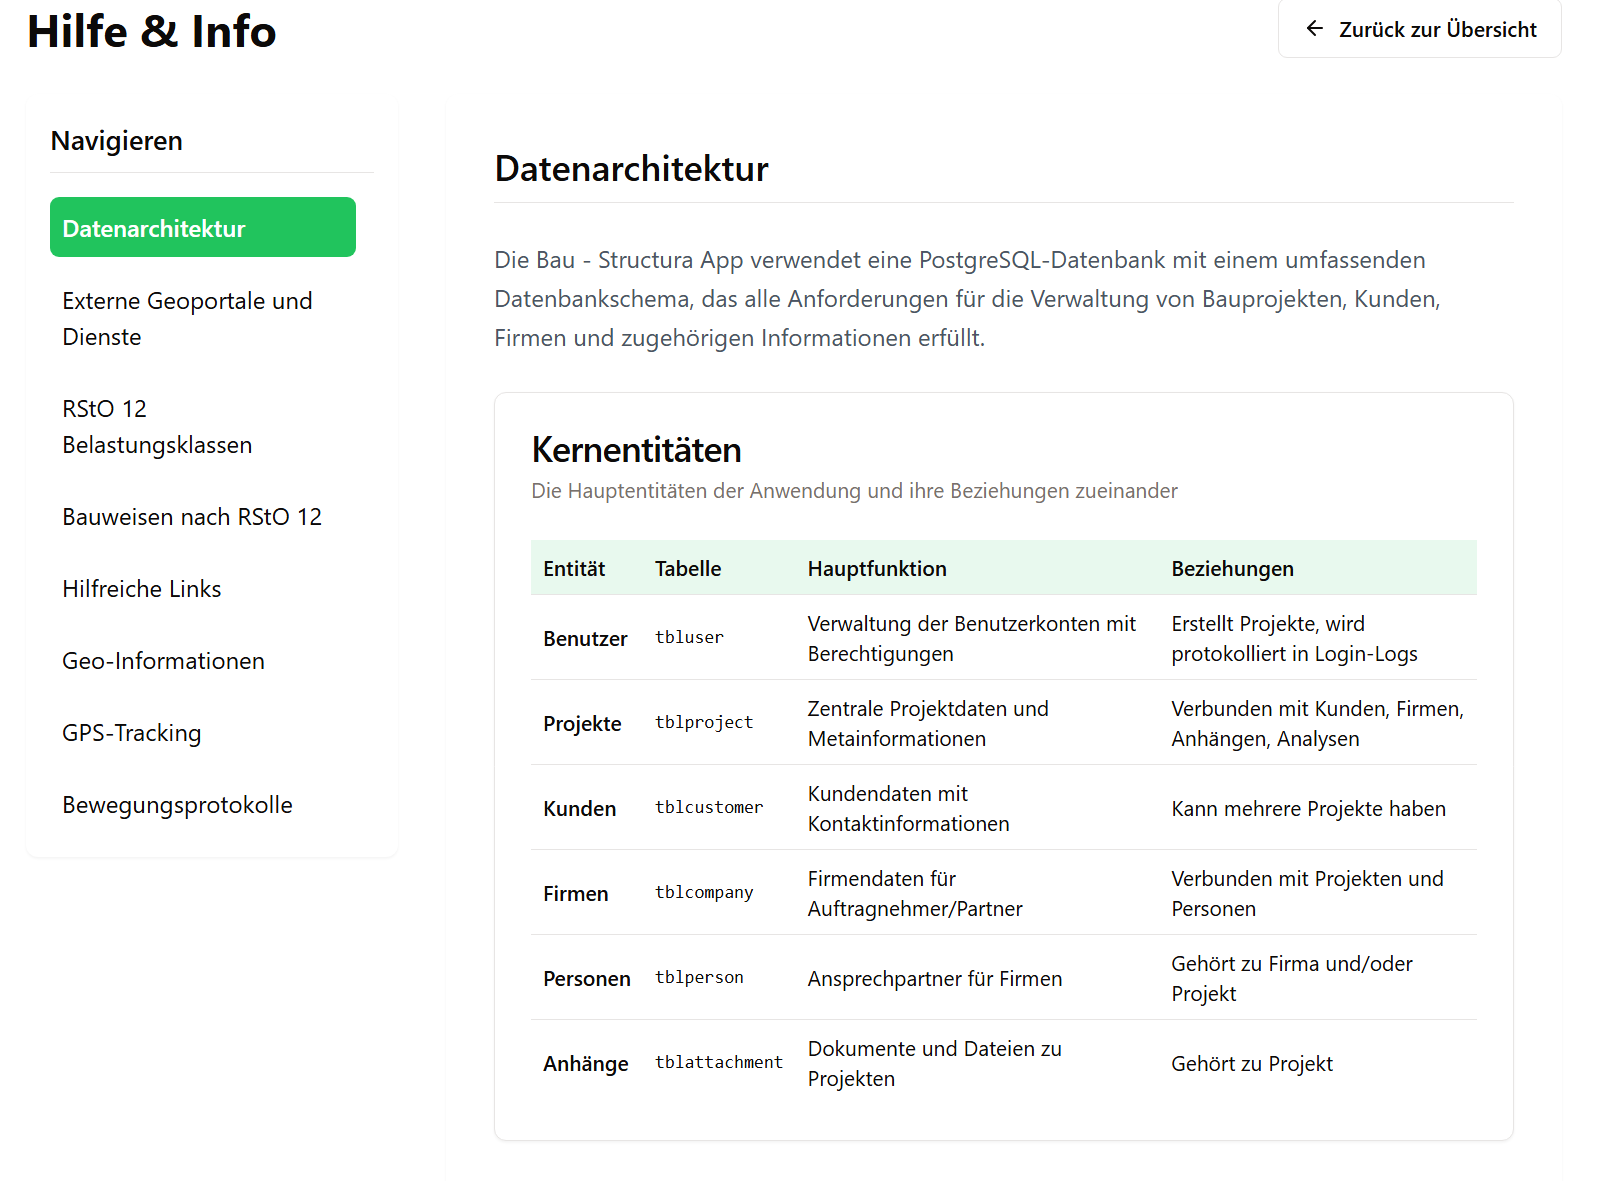 Hilfe & Info
← Zurück zur Übersicht
Navigieren
Datenarchitektur
Externe Geoportale und
Dienste
RStO 12
Belastungsklassen
Bauweisen nach RStO 12
Hilfreiche Links
Geo-Informationen
GPS-Tracking
Bewegungsprotokolle
Datenarchitektur
Die Bau - Structura App verwendet eine PostgreSQL-Datenbank mit einem umfassenden
Datenbankschema, das alle Anforderungen für die Verwaltung von Bauprojekten, Kunden,
Firmen und zugehörigen Informationen erfüllt.
Kernentitäten
Die Hauptentitäten der Anwendung und ihre Beziehungen zueinander
Entität Tabelle Hauptfunktion Beziehungen
Benutzer tbluser Verwaltung der Benutzerkonten mit
Berechtigungen Erstellt Projekte, wird
protokolliert in Login-Logs
Projekte tblproject Zentrale Projektdaten und
Metainformationen Verbunden mit Kunden, Firmen,
Anhängen, Analysen
Kunden tblcustomer Kundendaten mit
Kontaktinformationen Kann mehrere Projekte haben
Firmen tblcompany Firmendaten für
Auftragnehmer/Partner Verbunden mit Projekten und
Personen
Personen tblperson Ansprechpartner für Firmen Gehört zu Firma und/oder
Projekt
Anhänge tblattachment Dokumente und Dateien zu
Projekten Gehört zu Projekt